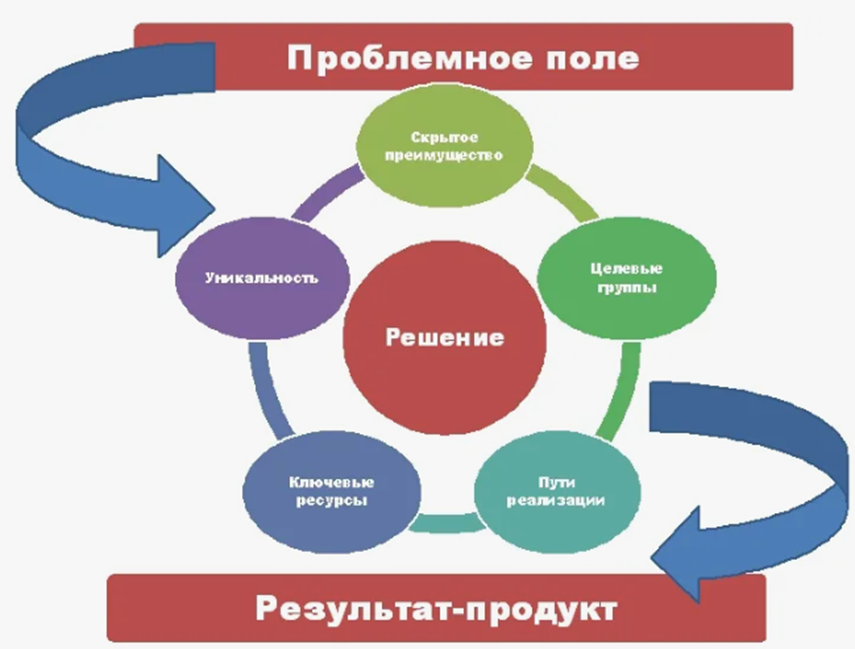 Проблемное поле
Скрытое
преимущество
Целевые
группы
Уникальность
Решение
Ключевые
ресурсы
Пути
реализации
Результат-продукт